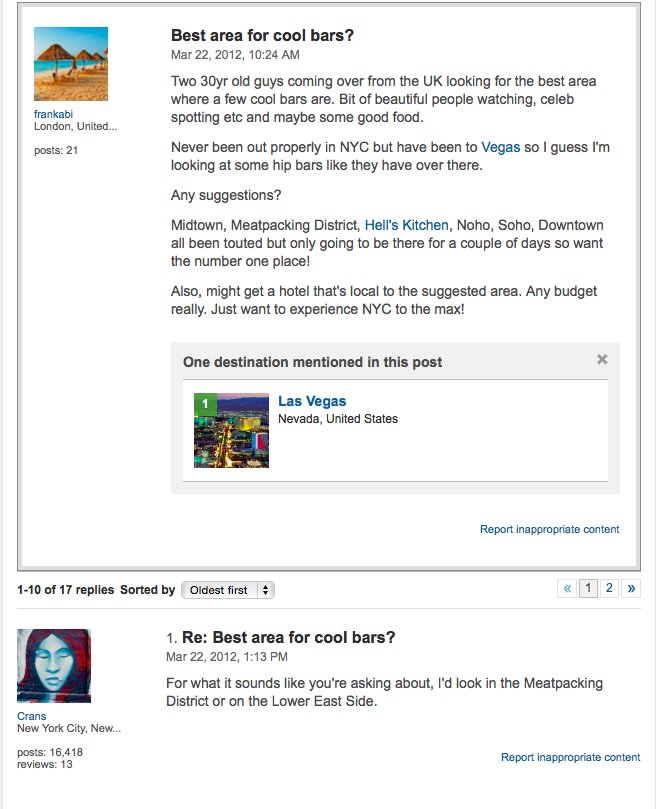 Best area for cool bars?
Mar 22, 2012, 10:24 AM
frankabi
London, United...
posts: 21
Two 30yr old guys coming over from the UK looking for the best area
where a few cool bars are. Bit of beautiful people watching, celeb
spotting etc and maybe some good food.
Never been out properly in NYC but have been to Vegas so I guess I'm
looking at some hip bars like they have over there.
Any suggestions?
Midtown, Meatpacking District, Hell's Kitchen, Noho, Soho, Downtown
all been touted but only going to be there for a couple of days so want
the number one place!
Also, might get a hotel that's local to the suggested area. Any budget
really. Just want to experience NYC to the max!
One destination mentioned in this post
1
Las Vegas
Nevada, United States
Report inappropriate content
1-10 of 17 replies Sorted by Oldest first « 1 2 »
1. Re: Best area for cool bars?
Mar 22, 2012, 1:13 PM
Crans
New York City, New...
posts: 16,418
reviews: 13
For what it sounds like you're asking about, I'd look in the Meatpacking
District or on the Lower East Side.
Report inappropriate content